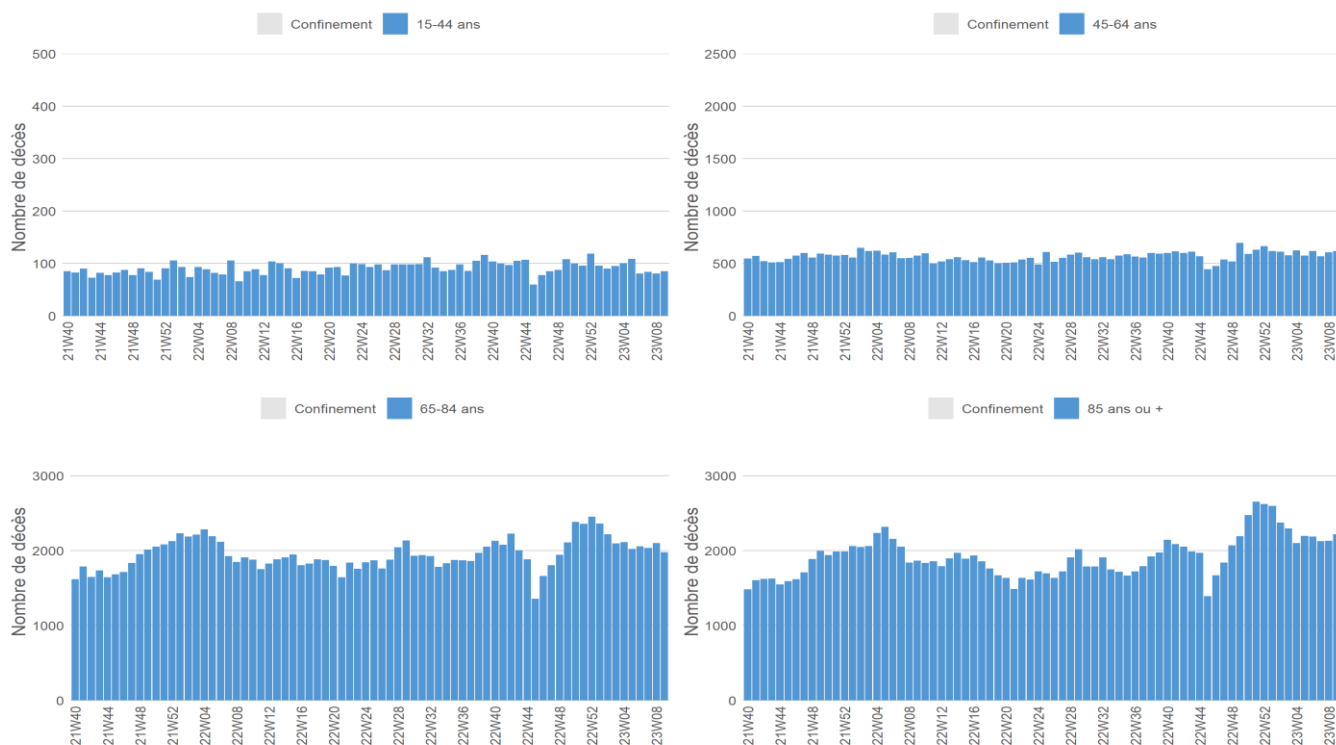 Confinement 15-44 ans
Nombre de décès
500
400
300
200
100
0
21W40 21W44 21W48 21W52 22W04 22W08 22W12 22W16 22W20 22W24 22W28 22W32 22W36 22W40 22W44 22W48 22W52 23W04 23W08
Confinement 45-64 ans
Nombre de décès
2500
2000
1500
1000
500
0
21W40 21W44 21W48 21W52 22W04 22W08 22W12 22W16 22W20 22W24 22W28 22W32 22W36 22W40 22W44 22W48 22W52 23W04 23W08
Confinement 65-84 ans
Nombre de décès
3000
2000
1000
0
21W40 21W44 21W48 21W52 22W04 22W08 22W12 22W16 22W20 22W24 22W28 22W32 22W36 22W40 22W44 22W48 22W52 23W04 23W08
Confinement 85 ans ou +
Nombre de décès
3000
2000
1000
0
21W40 21W44 21W48 21W52 22W04 22W08 22W12 22W16 22W20 22W24 22W28 22W32 22W36 22W40 22W44 22W48 22W52 23W04 23W08